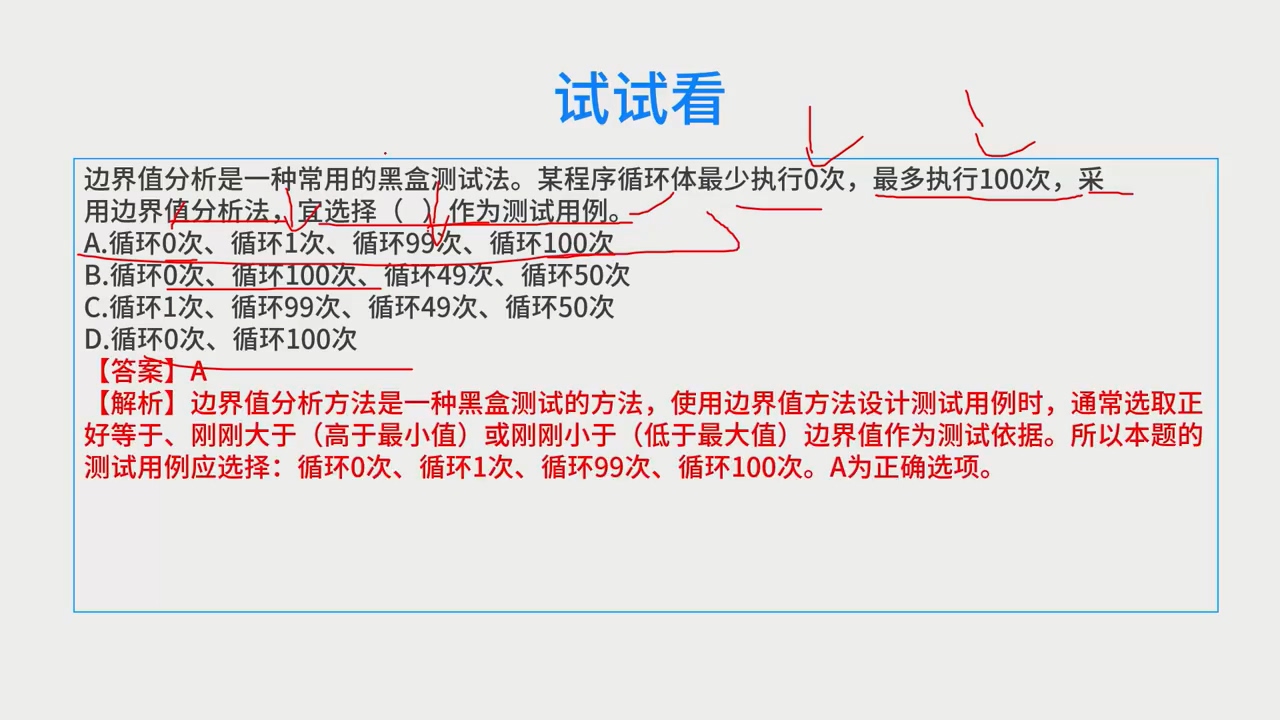 试试看
边界值分析是一种常用的黑盒测试法。某程序循环体最少执行0次，最多执行100次，采
用边界值分析法，宜选择（ ）作为测试用例。
A.循环0次、循环1次、循环99次、循环100次
B.循环0次、循环100次、循环49次、循环50次
C.循环1次、循环99次、循环49次、循环50次
D.循环0次、循环100次
【答案】A
【解析】边界值分析方法是一种黑盒测试的方法，使用边界值方法设计测试用例时，通常选取正
好等于、刚刚大于（高于最小值）或刚刚小于（低于最大值）边界值作为测试依据。所以本题的
测试用例应选择：循环0次、循环1次、循环99次、循环100次。A为正确选项。